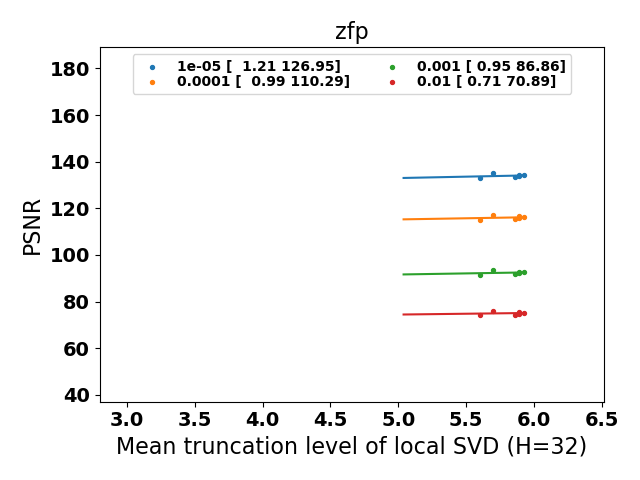 zfp
1e-05 [  1.21 126.95]
0.0001 [  0.99 110.29]
0.001 [ 0.95 86.86]
0.01 [ 0.71 70.89]
PSNR
180
160
140
120
100
80
60
40
3.0 3.5 4.0 4.5 5.0 5.5 6.0 6.5
Mean truncation level of local SVD (H=32)